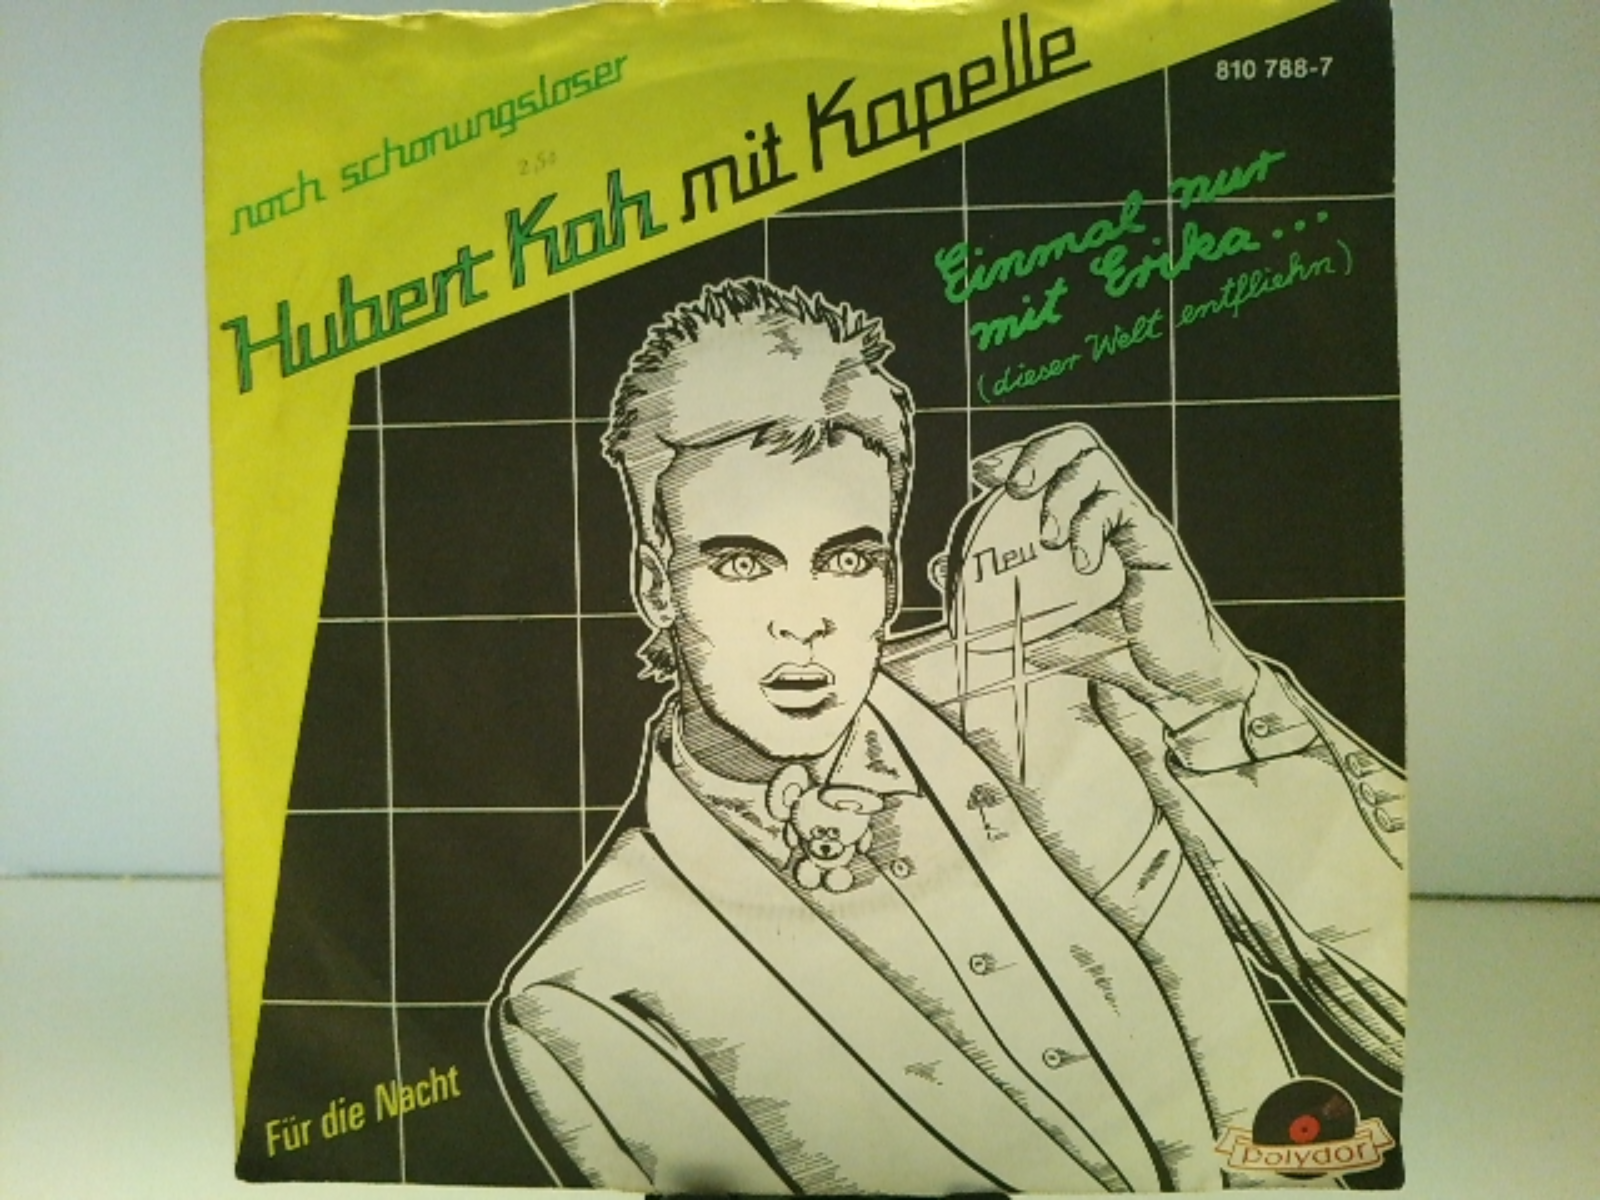 noch schonungsloser
2,50
Hubert Kah mit Kapelle
810 788-7
Einmal nur
mit Erika...
(dieser Welt entfliehn)
Neu
Für die Nacht
polydor